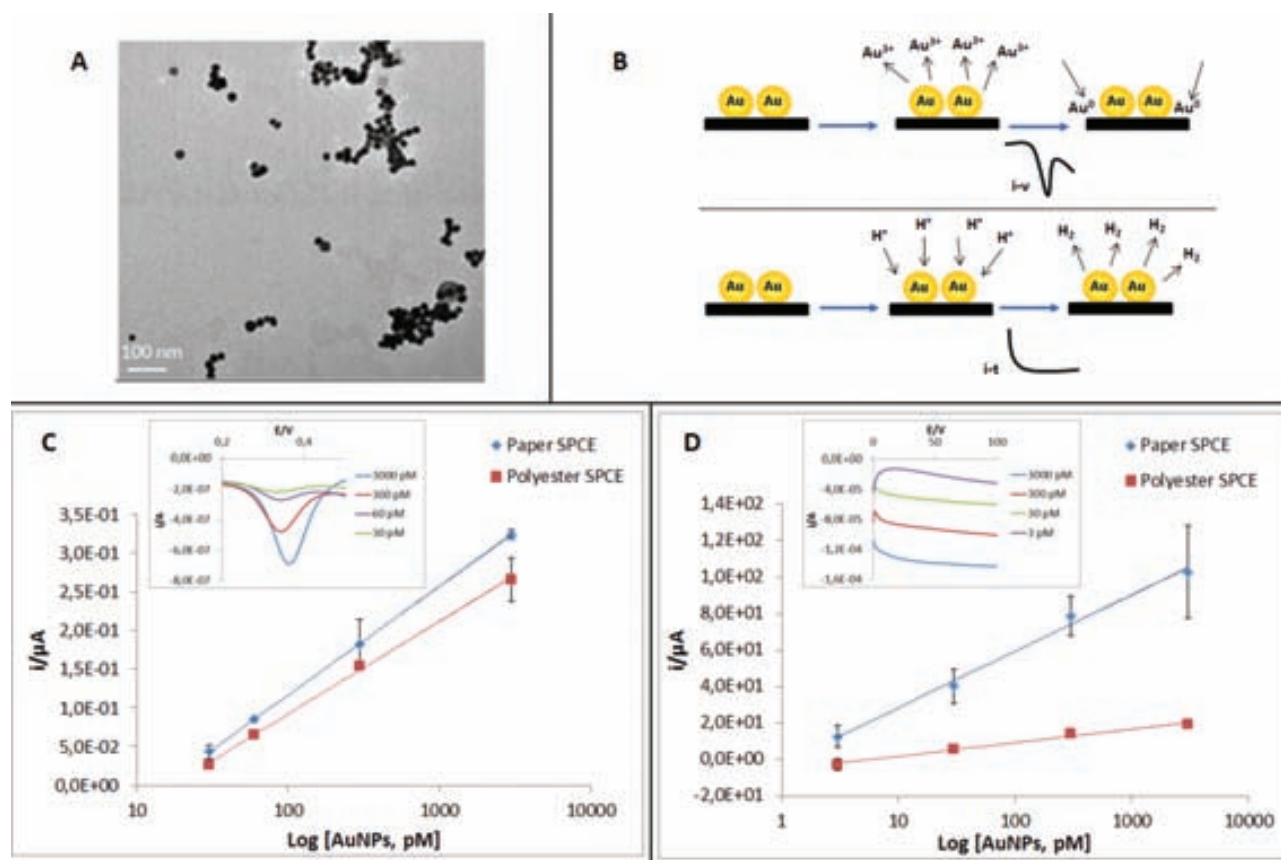 A
100 nm
B
Au³⁺ Au³⁺ Au³⁺ Au³⁺
Au Au
Au Au
Au⁰ Au Au Au⁰
i-v
H⁺ H⁺ H⁺ H⁺
H₂ H₂ H₂ H₂
Au Au
Au Au
Au Au
i-t
C
E/V
0,2 0,4
0,0E+00
-2,0E-07
-4,0E-07
-6,0E-07
-8,0E-07
i/A
3000 pM
300 pM
60 pM
30 pM
Paper SPCE
Polyester SPCE
3,5E-01
3,0E-01
2,5E-01
2,0E-01
1,5E-01
1,0E-01
5,0E-02
0,0E+00
i/µA
10 100 1000 10000
Log [AuNPs, pM]
D
E/V
0 50 100
0,0E+00
-4,0E-05
-8,0E-05
-1,2E-04
-1,6E-04
i/A
3000 pM
300 pM
30 pM
3 pM
Paper SPCE
Polyester SPCE
1,4E+02
1,2E+02
1,0E+02
8,0E+01
6,0E+01
4,0E+01
2,0E+01
0,0E+00
-2,0E+01
i/µA
1 10 100 1000 10000
Log [AuNPs, pM]